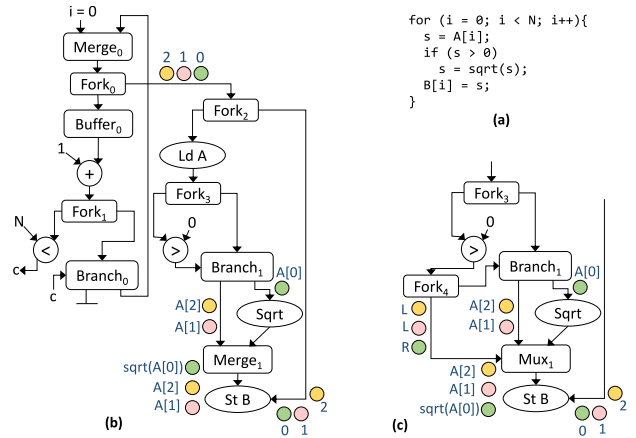 i = 0
Merge0
Fork0
2 1 0
Buffer0
1
+
Fork1
N
<
c
c
Branch0
Fork2
Ld A
Fork3
0
>
Branch1
A[0]
A[2]
A[1]
Sqrt
Merge1
sqrt(A[0])
A[2]
A[1]
St B
0 1 2
(b)
for (i = 0; i < N; i++){
s = A[i];
if (s > 0)
s = sqrt(s);
B[i] = s;
}
(a)
Fork3
0
>
Branch1
A[0]
Fork4
L
L
R
A[2]
A[1]
Sqrt
Mux1
A[2]
A[1]
sqrt(A[0])
St B
0 1 2
(c)